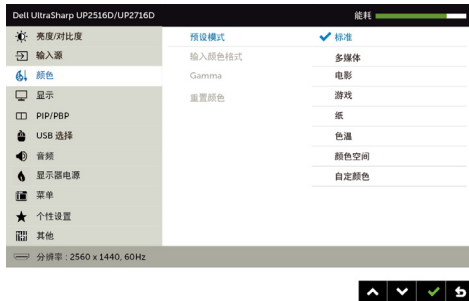 Dell UltraSharp UP2516D/UP2716D 能耗
亮度/对比度 预设模式 标准
输入源 输入颜色格式 多媒体
颜色 Gamma 电影
显示 重置颜色 游戏
PIP/PBP 纸
USB 选择 色温
音频 颜色空间
显示器电源 自定颜色
菜单
个性设置
其他
分辨率 : 2560 x 1440, 60Hz